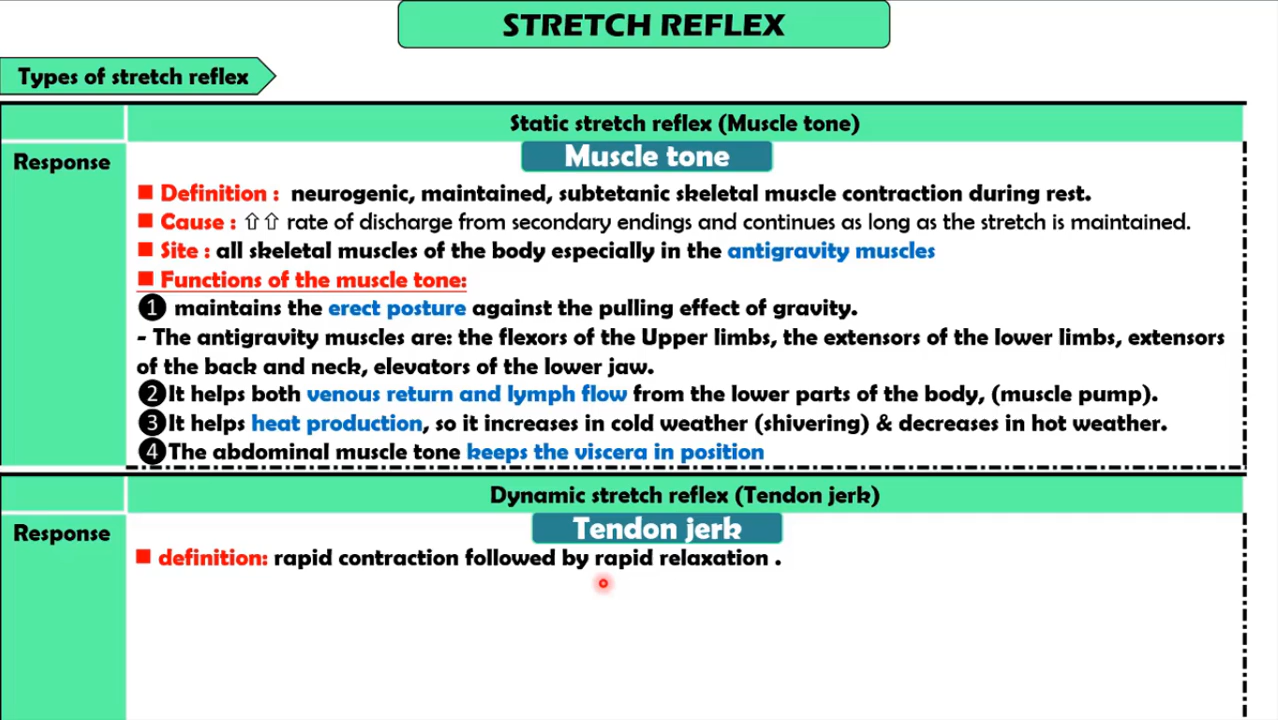 STRETCH REFLEX
Types of stretch reflex
Static stretch reflex (Muscle tone)
Response
Muscle tone
■ Definition : neurogenic, maintained, subtetanic skeletal muscle contraction during rest.
■ Cause : ⇧⇧ rate of discharge from secondary endings and continues as long as the stretch is maintained.
■ Site : all skeletal muscles of the body especially in the antigravity muscles
■ Functions of the muscle tone:
❶ maintains the erect posture against the pulling effect of gravity.
- The antigravity muscles are: the flexors of the Upper limbs, the extensors of the lower limbs, extensors
of the back and neck, elevators of the lower jaw.
❷It helps both venous return and lymph flow from the lower parts of the body, (muscle pump).
❸It helps heat production, so it increases in cold weather (shivering) & decreases in hot weather.
❹The abdominal muscle tone keeps the viscera in position
Dynamic stretch reflex (Tendon jerk)
Response
Tendon jerk
■ definition: rapid contraction followed by rapid relaxation .